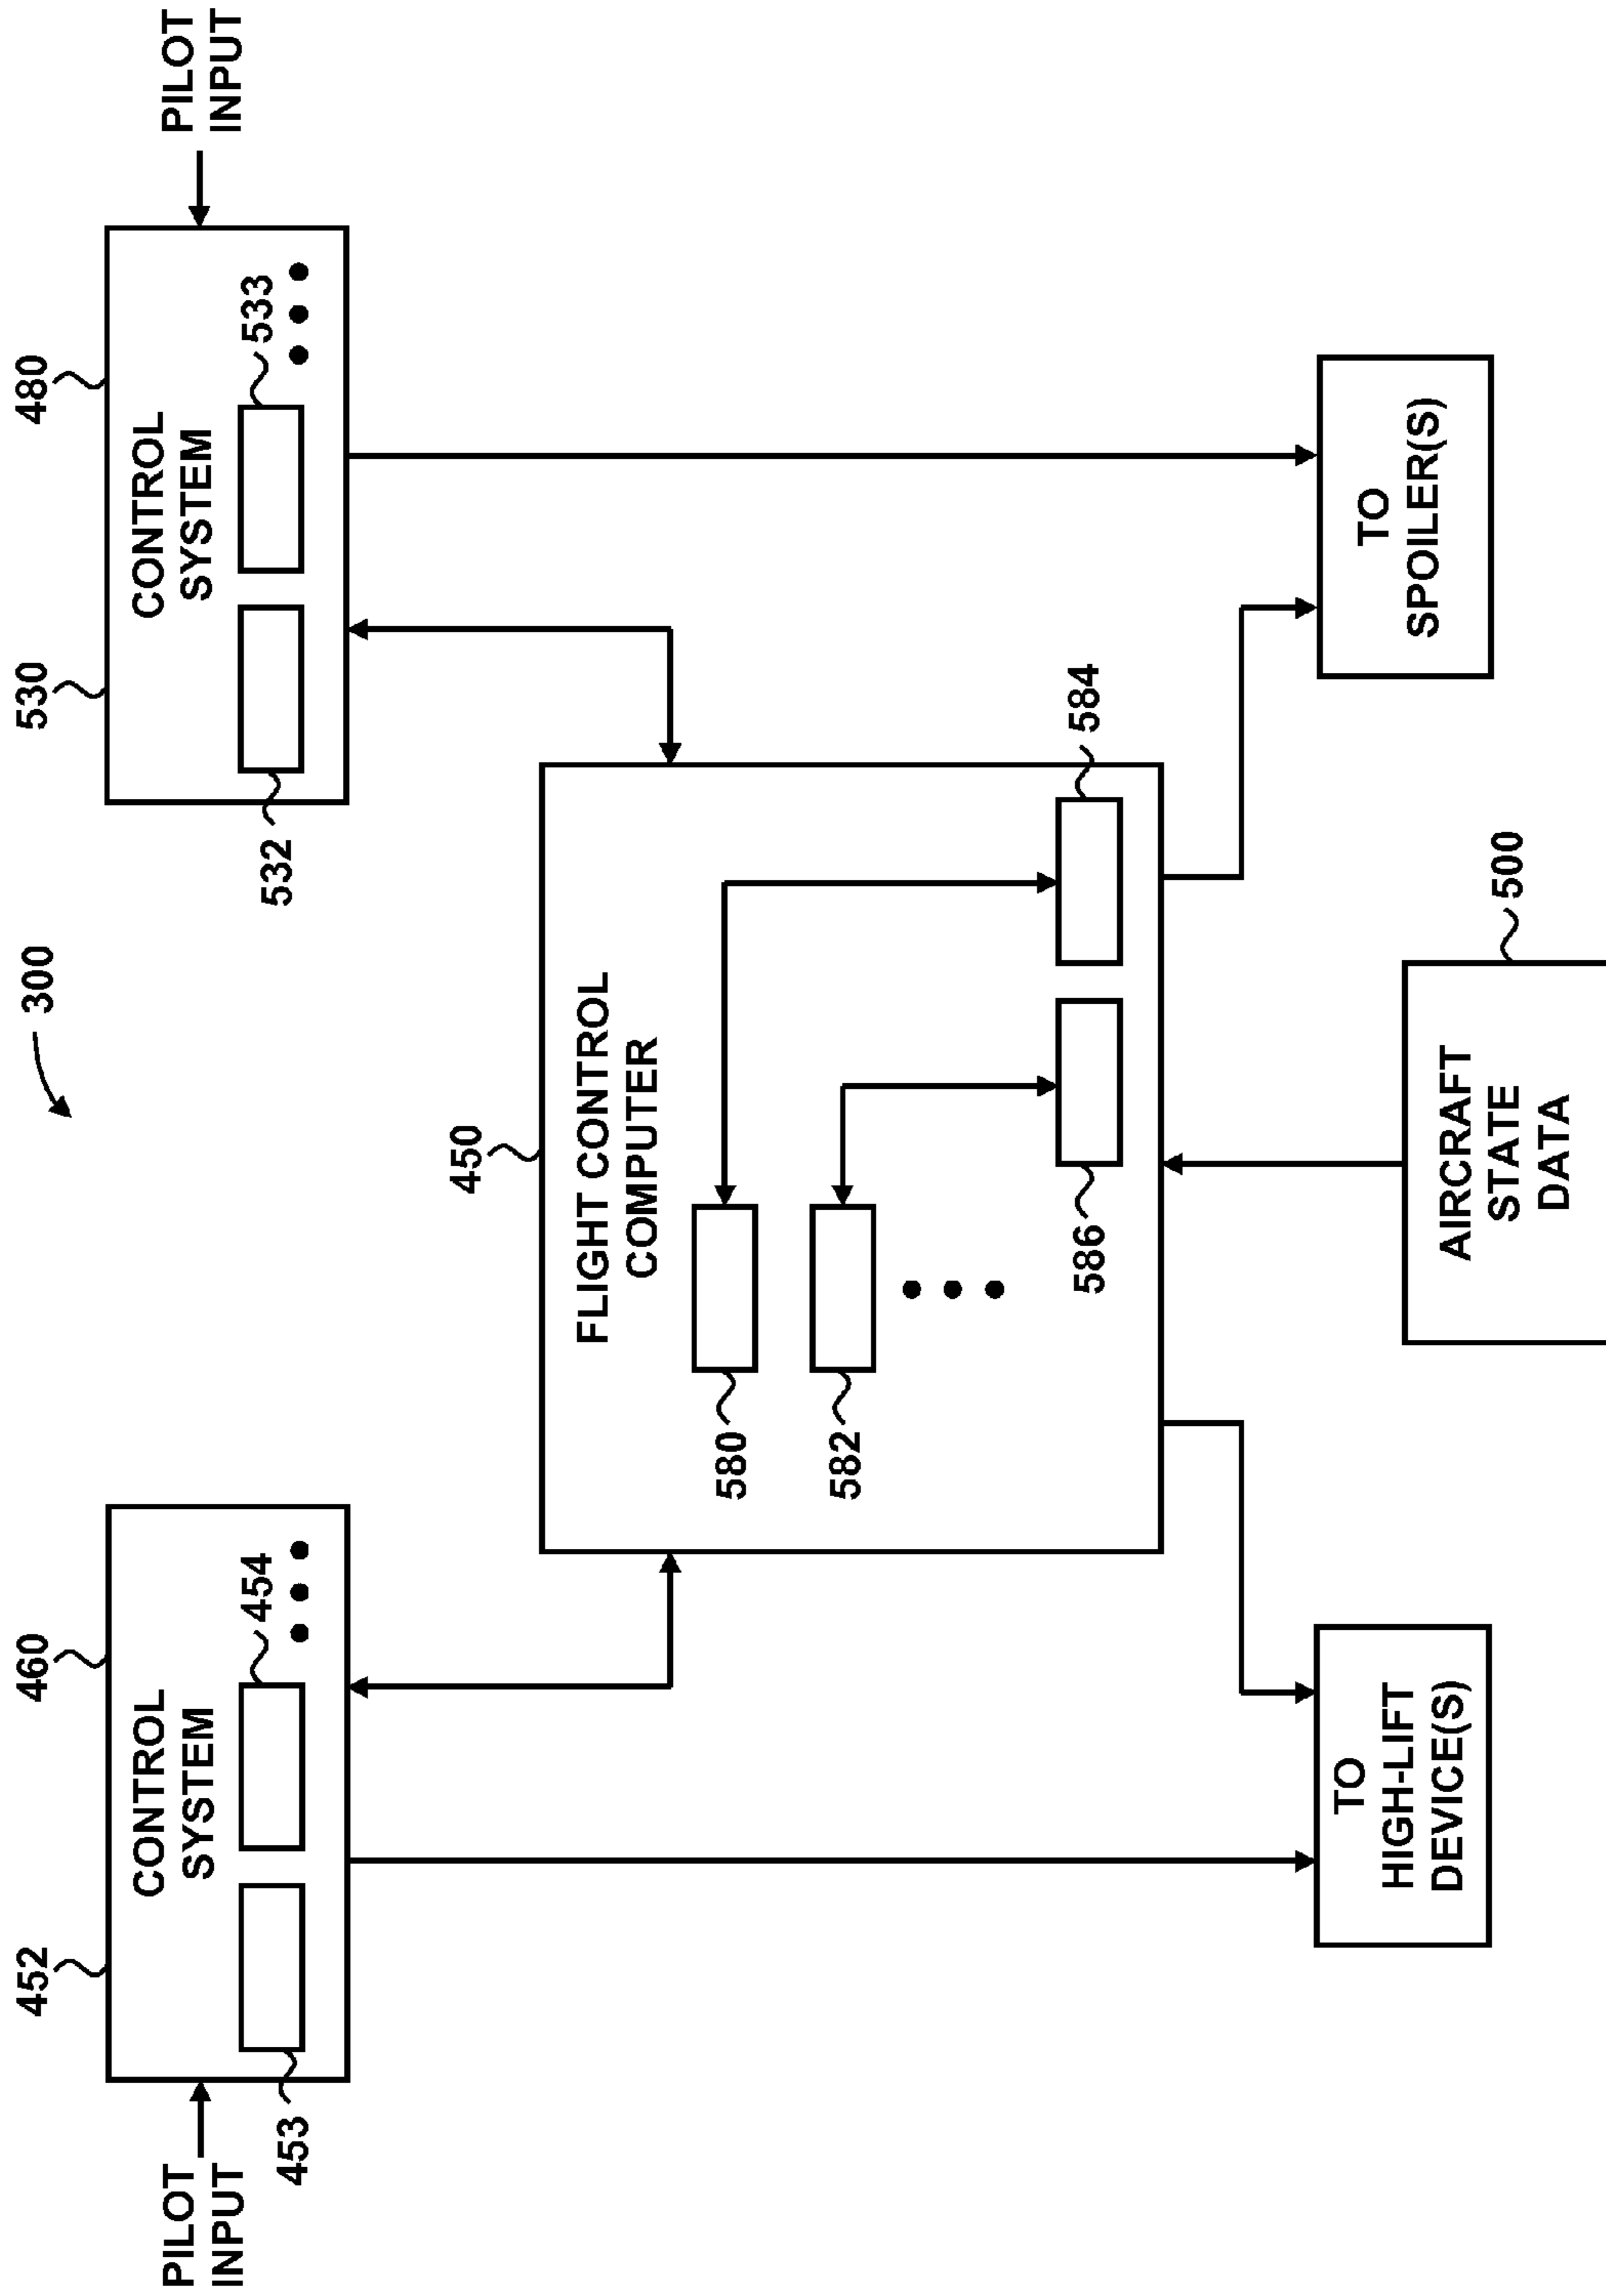 300
452
460
CONTROL
SYSTEM
453
454
PILOT
INPUT
530
480
CONTROL
SYSTEM
532
533
PILOT
INPUT
450
FLIGHT CONTROL
COMPUTER
580
582
586
584
TO
HIGH-LIFT
DEVICE(S)
AIRCRAFT
STATE
DATA
500
TO
SPOILER(S)